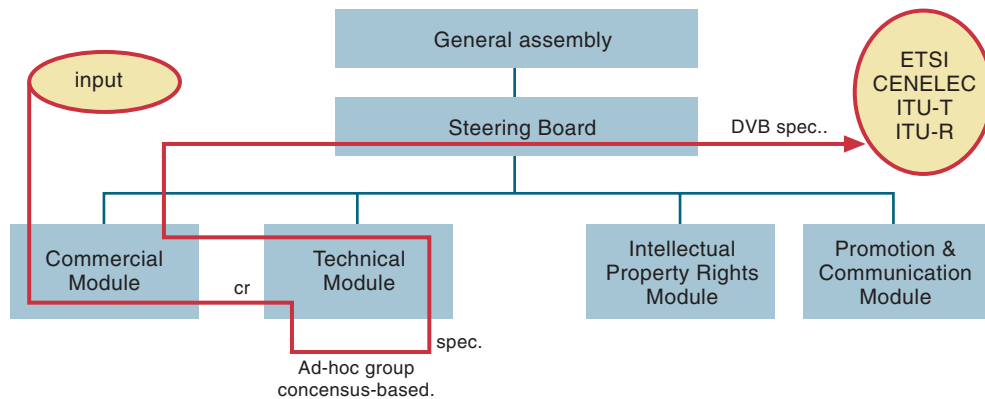 General assembly
input
ETSI
CENELEC
ITU-T
ITU-R
Steering Board
DVB spec..
Commercial
Module
Technical
Module
Intellectual
Property Rights
Module
Promotion &
Communication
Module
cr
spec.
Ad-hoc group
concensus-based.